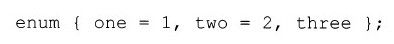 enum { one = 1, two = 2, three };